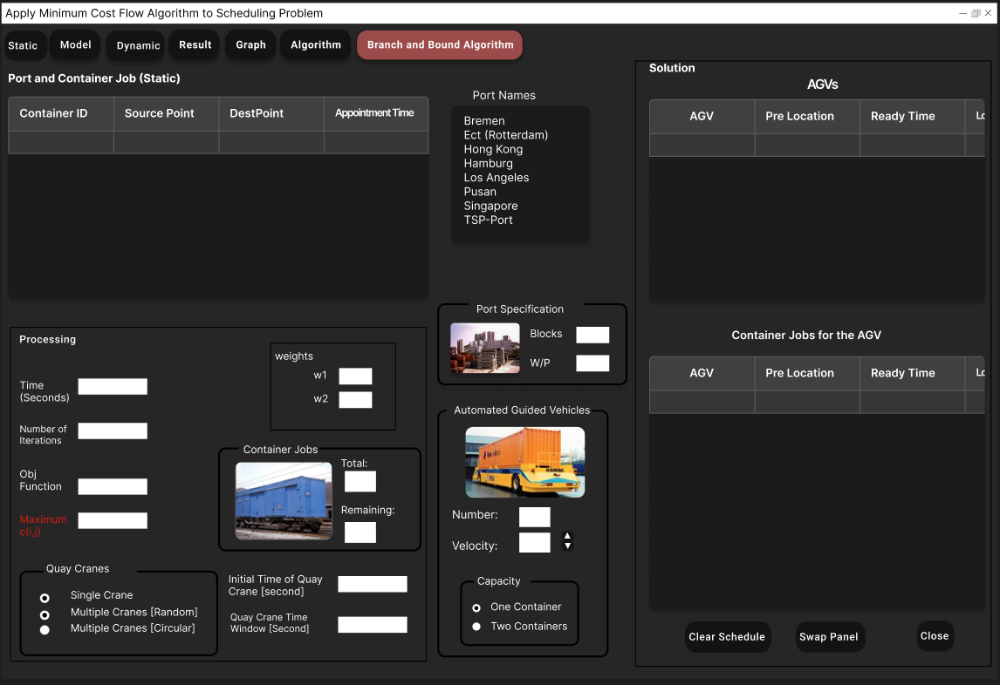 Apply Minimum Cost Flow Algorithm to Scheduling Problem
Static
Model
Dynamic
Result
Graph
Algorithm
Branch and Bound Algorithm
Port and Container Job (Static)
Container ID
Source Point
DestPoint
Appointment Time
Port Names
Bremen
Ect (Rotterdam)
Hong Kong
Hamburg
Los Angeles
Pusan
Singapore
TSP-Port
Processing
Time
(Seconds)
Number of
Iterations
Obj
Function
Maximum
c(i,j)
weights
w1
w2
Container Jobs
Total:
Remaining:
Quay Cranes
Single Crane
Multiple Cranes [Random]
Multiple Cranes [Circular]
Initial Time of Quay
Crane [second]
Quay Crane Time
Window [Second]
Port Specification
Blocks
W/P
Automated Guided Vehicles
HAMAG
Number:
Velocity:
Capacity
One Container
Two Containers
Solution
AGVs
AGV
Pre Location
Ready Time
Lo
Container Jobs for the AGV
AGV
Pre Location
Ready Time
Lo
Clear Schedule
Swap Panel
Close